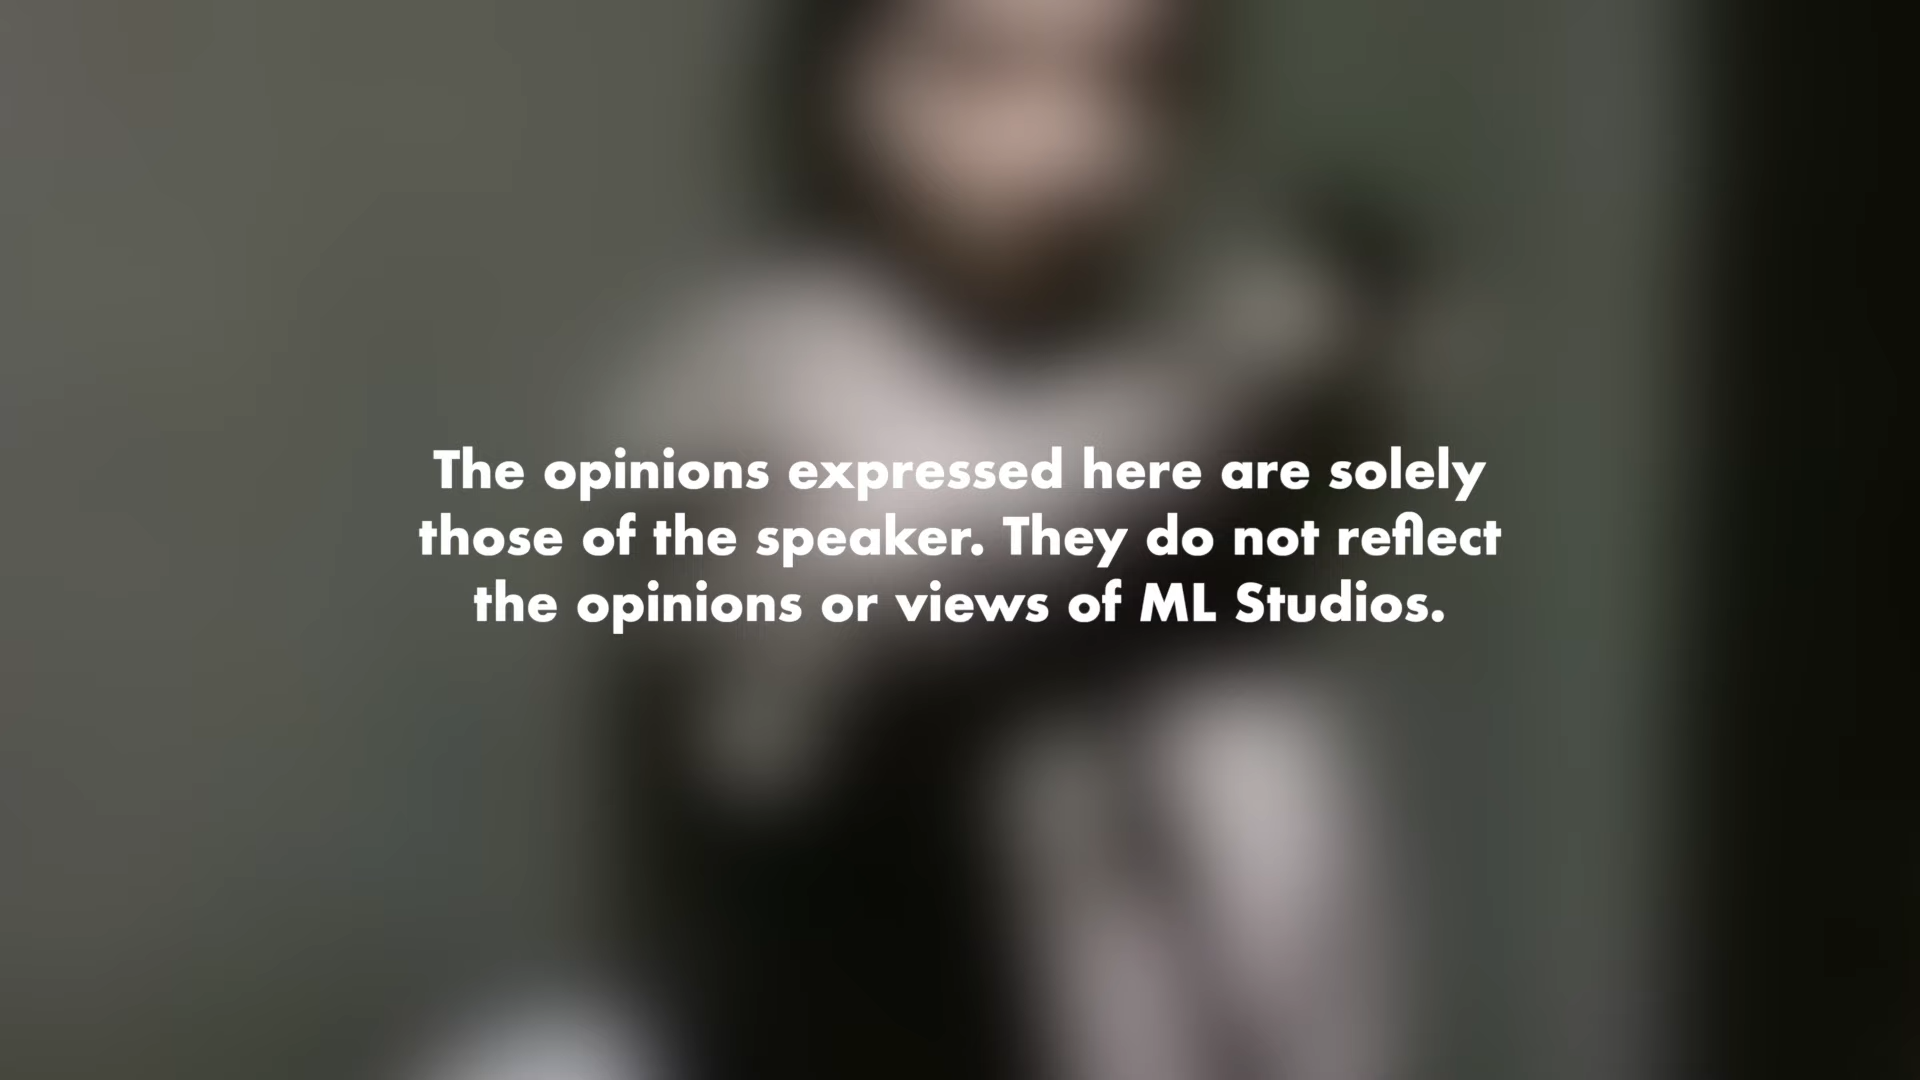 The opinions expressed here are solely
those of the speaker. They do not reflect
the opinions or views of ML Studios.